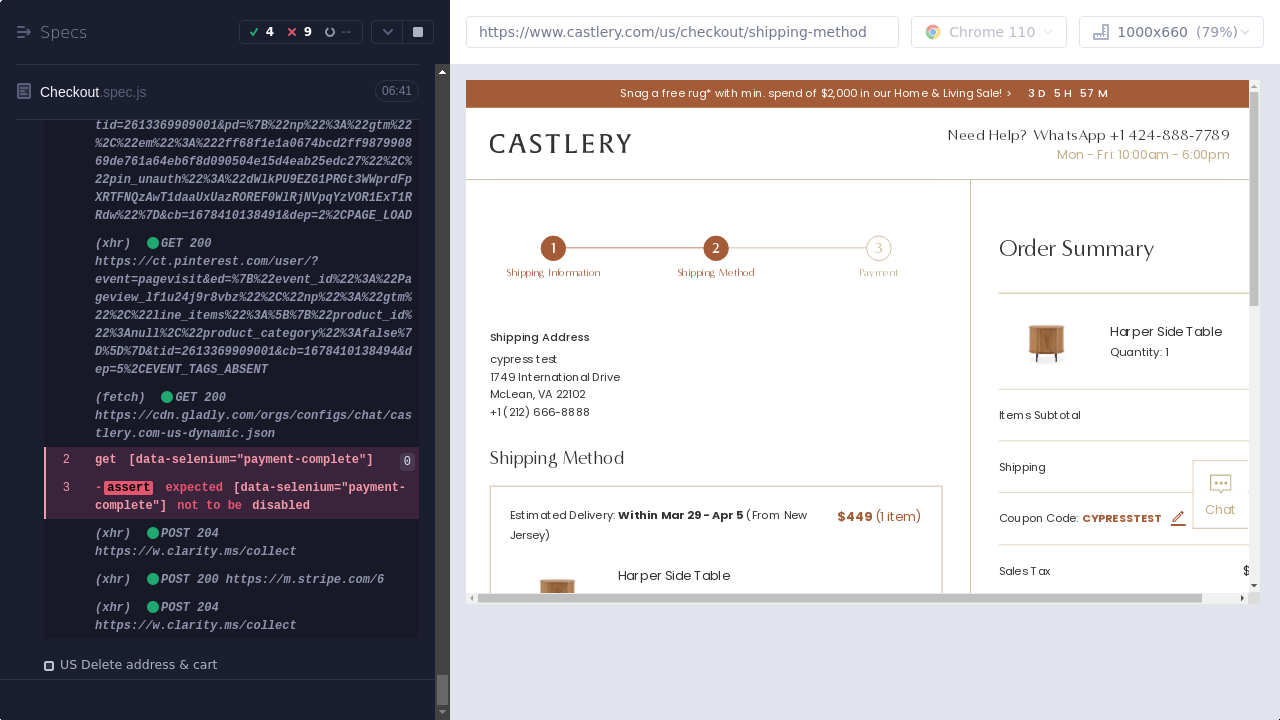 Specs
4
9
--
Checkout.spec.js
06:41
tid=2613369909001&pd=%7B%22np%22%3A%22gtm%22
%2C%22em%22%3A%222ff68f1e1a0674bcd2ff9879908
69de761a64eb6f8d090504e15d4eab25edc27%22%2C%
22pin_unauth%22%3A%22dWlkPU9EZG1PRGt3WWprdFp
XRTFNQzAwT1daaUxUazROREF0WlRjNVpqYzVOR1ExT1R
Rdw%22%7D&cb=1678410138491&dep=2%2CPAGE_LOAD
(xhr) GET 200
https://ct.pinterest.com/user/?
event=pagevisit&ed=%7B%22event_id%22%3A%22Pa
geview_lf1u24j9r8vbz%22%2C%22np%22%3A%22gtm%
22%2C%22line_items%22%3A%5B%7B%22product_id%
22%3Anull%2C%22product_category%22%3Afalse%7
D%5D%7D&tid=2613369909001&cb=1678410138494&d
ep=5%2CEVENT_TAGS_ABSENT
(fetch) GET 200
https://cdn.gladly.com/orgs/configs/chat/cas
tlery.com-us-dynamic.json
2 get [data-selenium="payment-complete"] 0
3 -assert expected [data-selenium="payment-
complete"] not to be disabled
(xhr) POST 204
https://w.clarity.ms/collect
(xhr) POST 200 https://m.stripe.com/6
(xhr) POST 204
https://w.clarity.ms/collect
US Delete address & cart
https://www.castlery.com/us/checkout/shipping-method
Chrome 110
1000x660 (79%)
Snag a free rug* with min. spend of $2,000 in our Home & Living Sale! > 3 D 5 H 57 M
CASTLERY
Need Help? WhatsApp +1 424-888-7789
Mon - Fri: 10:00am - 6:00pm
1
2
3
Shipping Information
Shipping Method
Payment
Shipping Address
cypress test
1749 International Drive
McLean, VA 22102
+1 (212) 666-8888
Shipping Method
Estimated Delivery: Within Mar 29 - Apr 5 (From New
Jersey)
$449 (1 item)
Harper Side Table
Order Summary
Harper Side Table
Quantity: 1
Items Subtotal
Shipping
Coupon Code: CYPRESSTEST
Sales Tax
$
Chat